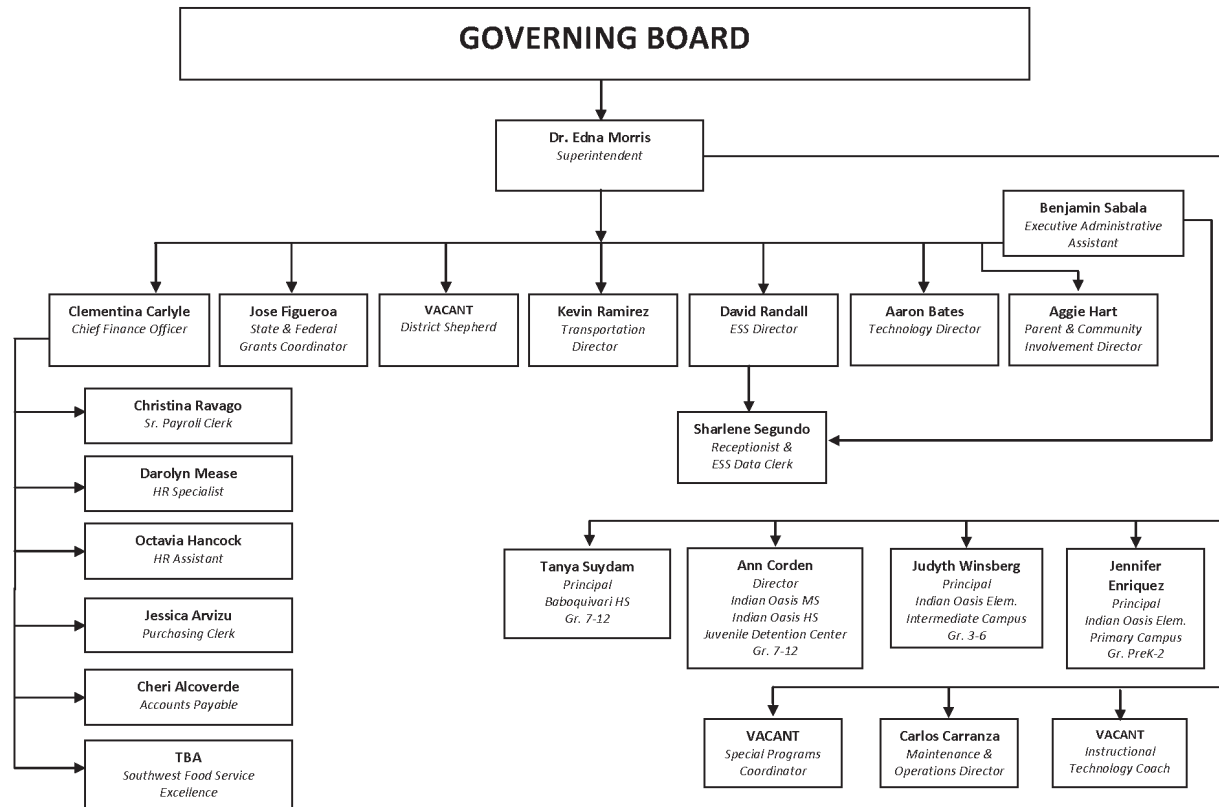 GOVERNING BOARD
Dr. Edna Morris
Superintendent
Benjamin Sabala
Executive Administrative
Assistant
Clementina Carlyle
Chief Finance Officer
Jose Figueroa
State & Federal
Grants Coordinator
VACANT
District Shepherd
Kevin Ramirez
Transportation
Director
David Randall
ESS Director
Aaron Bates
Technology Director
Aggie Hart
Parent & Community
Involvement Director
Christina Ravago
Sr. Payroll Clerk
Darolyn Mease
HR Specialist
Octavia Hancock
HR Assistant
Jessica Arvizu
Purchasing Clerk
Cheri Alcoverde
Accounts Payable
TBA
Southwest Food Service
Excellence
Sharlene Segundo
Receptionist &
ESS Data Clerk
Tanya Suydam
Principal
Baboquivari HS
Gr. 7-12
Ann Corden
Director
Indian Oasis MS
Indian Oasis HS
Juvenile Detention Center
Gr. 7-12
Judyth Winsberg
Principal
Indian Oasis Elem.
Intermediate Campus
Gr. 3-6
Jennifer
Enriquez
Principal
Indian Oasis Elem.
Primary Campus
Gr. PreK-2
VACANT
Special Programs
Coordinator
Carlos Carranza
Maintenance &
Operations Director
VACANT
Instructional
Technology Coach